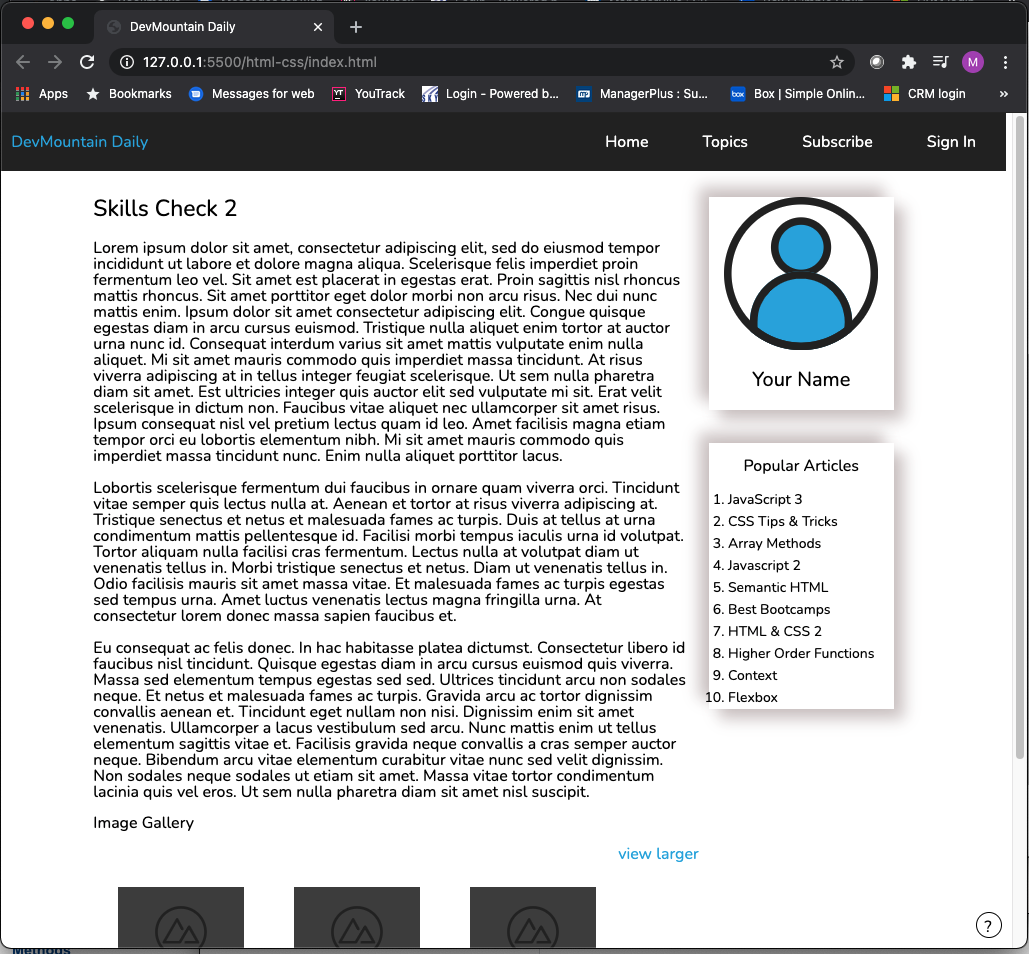 DevMountain Daily
127.0.0.1:5500/html-css/index.html
M
Apps
Bookmarks
Messages for web
YouTrack
Login - Powered b...
ManagerPlus : Su...
Box | Simple Onlin...
CRM login
»
DevMountain Daily
Home
Topics
Subscribe
Sign In
Skills Check 2
Lorem ipsum dolor sit amet, consectetur adipiscing elit, sed do eiusmod tempor
incididunt ut labore et dolore magna aliqua. Scelerisque felis imperdiet proin
fermentum leo vel. Sit amet est placerat in egestas erat. Proin sagittis nisl rhoncus
mattis rhoncus. Sit amet porttitor eget dolor morbi non arcu risus. Nec dui nunc
mattis enim. Ipsum dolor sit amet consectetur adipiscing elit. Congue quisque
egestas diam in arcu cursus euismod. Tristique nulla aliquet enim tortor at auctor
urna nunc id. Consequat interdum varius sit amet mattis vulputate enim nulla
aliquet. Mi sit amet mauris commodo quis imperdiet massa tincidunt. At risus
viverra adipiscing at in tellus integer feugiat scelerisque. Ut sem nulla pharetra
diam sit amet. Est ultricies integer quis auctor elit sed vulputate mi sit. Erat velit
scelerisque in dictum non. Faucibus vitae aliquet nec ullamcorper sit amet risus.
Ipsum consequat nisl vel pretium lectus quam id leo. Amet facilisis magna etiam
tempor orci eu lobortis elementum nibh. Mi sit amet mauris commodo quis
imperdiet massa tincidunt nunc. Enim nulla aliquet porttitor lacus.
Lobortis scelerisque fermentum dui faucibus in ornare quam viverra orci. Tincidunt
vitae semper quis lectus nulla at. Aenean et tortor at risus viverra adipiscing at.
Tristique senectus et netus et malesuada fames ac turpis. Duis at tellus at urna
condimentum mattis pellentesque id. Facilisi morbi tempus iaculis urna id volutpat.
Tortor aliquam nulla facilisi cras fermentum. Lectus nulla at volutpat diam ut
venenatis tellus in. Morbi tristique senectus et netus. Diam ut venenatis tellus in.
Odio facilisis mauris sit amet massa vitae. Et malesuada fames ac turpis egestas
sed tempus urna. Amet luctus venenatis lectus magna fringilla urna. At
consectetur lorem donec massa sapien faucibus et.
Eu consequat ac felis donec. In hac habitasse platea dictumst. Consectetur libero id
faucibus nisl tincidunt. Quisque egestas diam in arcu cursus euismod quis viverra.
Massa sed elementum tempus egestas sed sed. Ultrices tincidunt arcu non sodales
neque. Et netus et malesuada fames ac turpis. Gravida arcu ac tortor dignissim
convallis aenean et. Tincidunt eget nullam non nisi. Dignissim enim sit amet
venenatis. Ullamcorper a lacus vestibulum sed arcu. Nunc mattis enim ut tellus
elementum sagittis vitae et. Facilisis gravida neque convallis a cras semper auctor
neque. Bibendum arcu vitae elementum curabitur vitae nunc sed velit dignissim.
Non sodales neque sodales ut etiam sit amet. Massa vitae tortor condimentum
lacinia quis vel eros. Ut sem nulla pharetra diam sit amet nisl suscipit.
Image Gallery
view larger
Your Name
Popular Articles
1. JavaScript 3
2. CSS Tips & Tricks
3. Array Methods
4. Javascript 2
5. Semantic HTML
6. Best Bootcamps
7. HTML & CSS 2
8. Higher Order Functions
9. Context
10. Flexbox
?